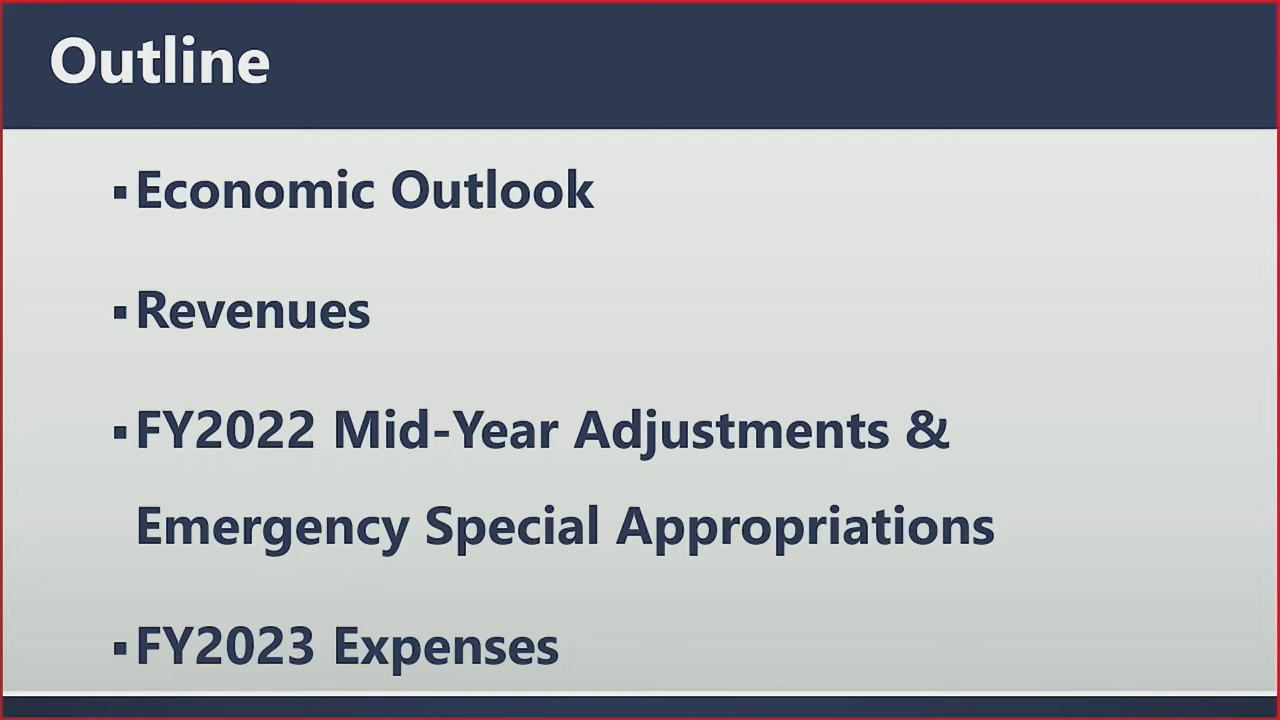 Outline
▪Economic Outlook
▪Revenues
▪FY2022 Mid-Year Adjustments &
Emergency Special Appropriations
▪FY2023 Expenses